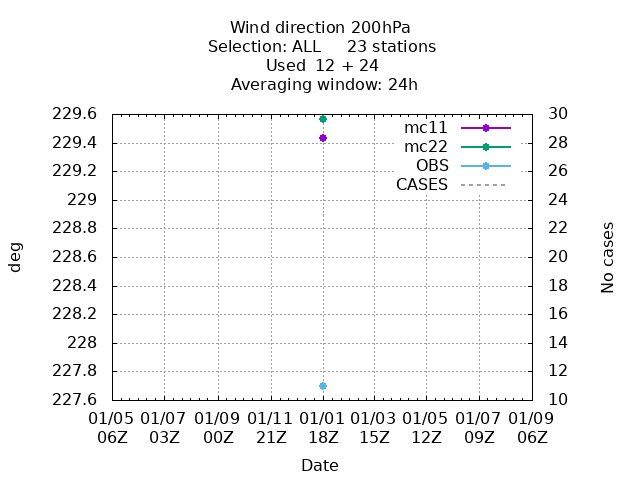 Wind direction 200hPa
Selection: ALL     23 stations
Used  12 + 24
Averaging window: 24h
229.6
229.4
229.2
229
228.8
228.6
228.4
228.2
228
227.8
227.6
deg
mc11
mc22
OBS
CASES
30
28
26
24
22
20
18
16
14
12
10
No cases
01/05 01/07 01/09 01/11 01/01 01/03 01/05 01/07 01/09
06Z 03Z 00Z 21Z 18Z 15Z 12Z 09Z 06Z
Date